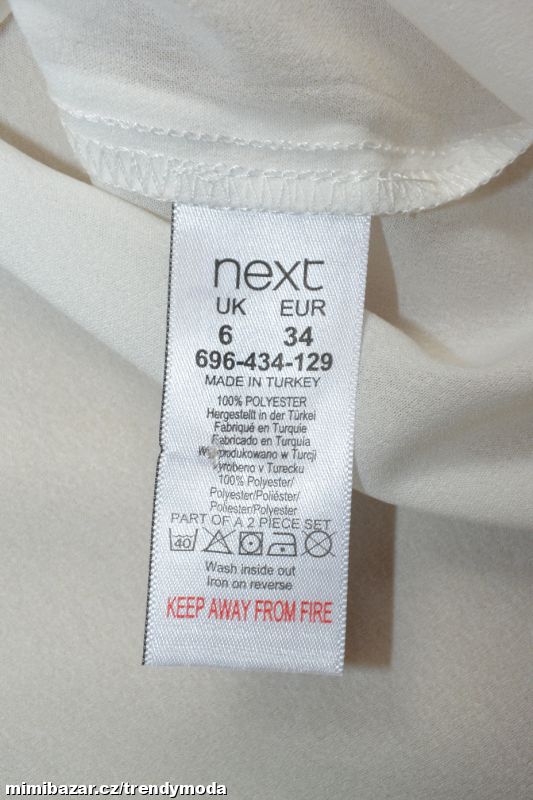 next
UK EUR
6 34
696-434-129
MADE IN TURKEY
100% POLYESTER
Hergestellt in der Türkei
Fabriqué en Turquie
Fabricado en Turquia
Wyprodukowano w Turcji
Vyrobeno v Turecku
100% Polyester/
Polyester/Poliéster/
Poliester/Polyester
PART OF A 2 PIECE SET
40
Wash inside out
Iron on reverse
KEEP AWAY FROM FIRE
mimibazar.cz/trendymoda